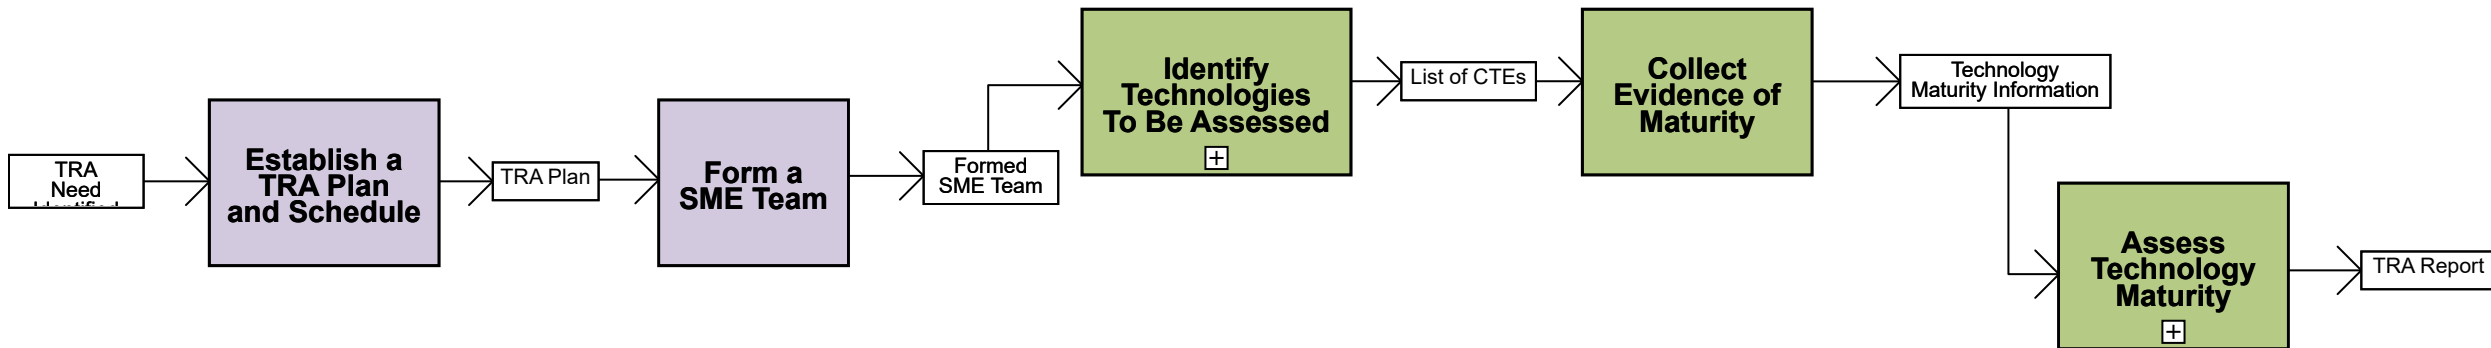 TRA
Need
Establish a
TRA Plan
and Schedule
TRA Plan
Form a
SME Team
Formed
SME Team
Identify
Technologies
To Be Assessed
List of CTEs
Collect
Evidence of
Maturity
Technology
Maturity Information
Assess
Technology
Maturity
TRA Report